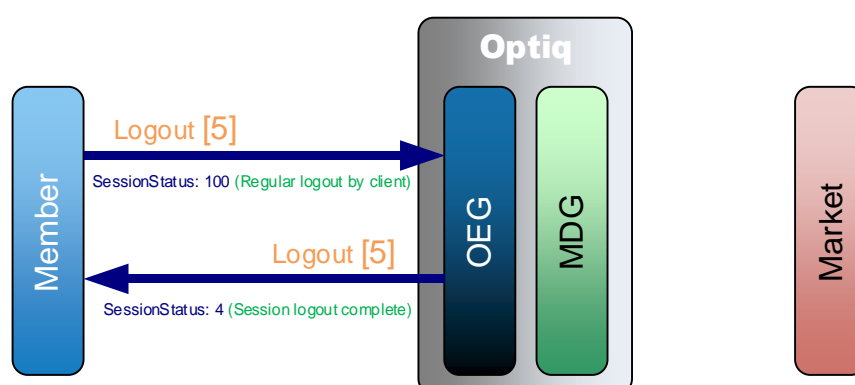 Optiq
Logout [5]
SessionStatus: 100 (Regular logout by client)
Member
OEG
MDG
Market
Logout [5]
SessionStatus: 4 (Session logout complete)